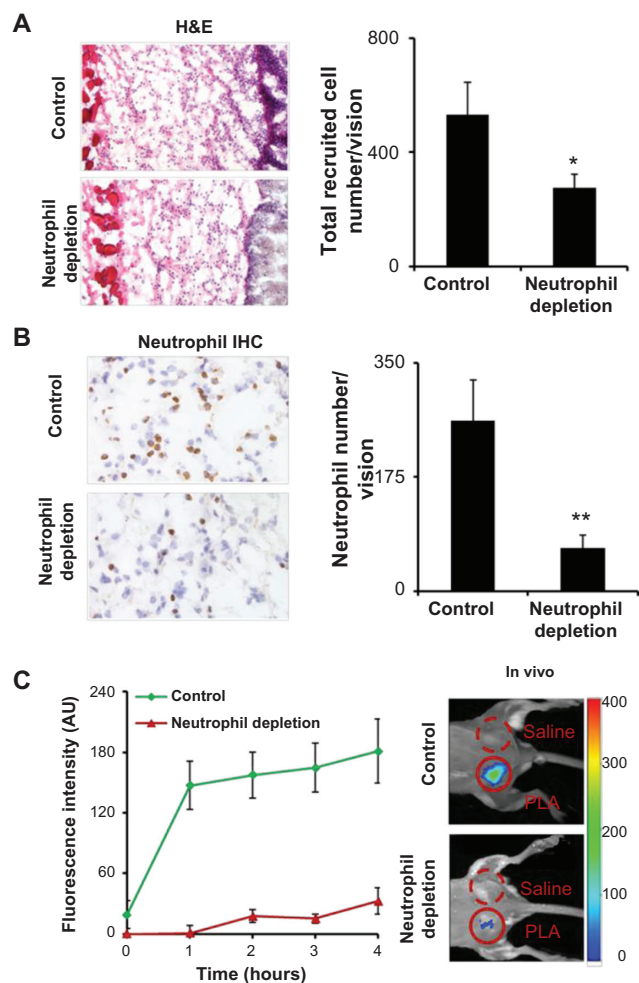 A
H&E
Control
Neutrophil
depletion
Total recruited cell
number/vision
800
400
0
*
Control
Neutrophil
depletion
B
Neutrophil IHC
Control
Neutrophil
depletion
Neutrophil number/
vision
350
175
0
**
Control
Neutrophil
depletion
C
Fluorescence intensity (AU)
240
180
120
60
0
Control
Neutrophil depletion
0
1
2
3
4
Time (hours)
In vivo
Control
Saline
PLA
Neutrophil
depletion
Saline
PLA
400
300
200
100
0